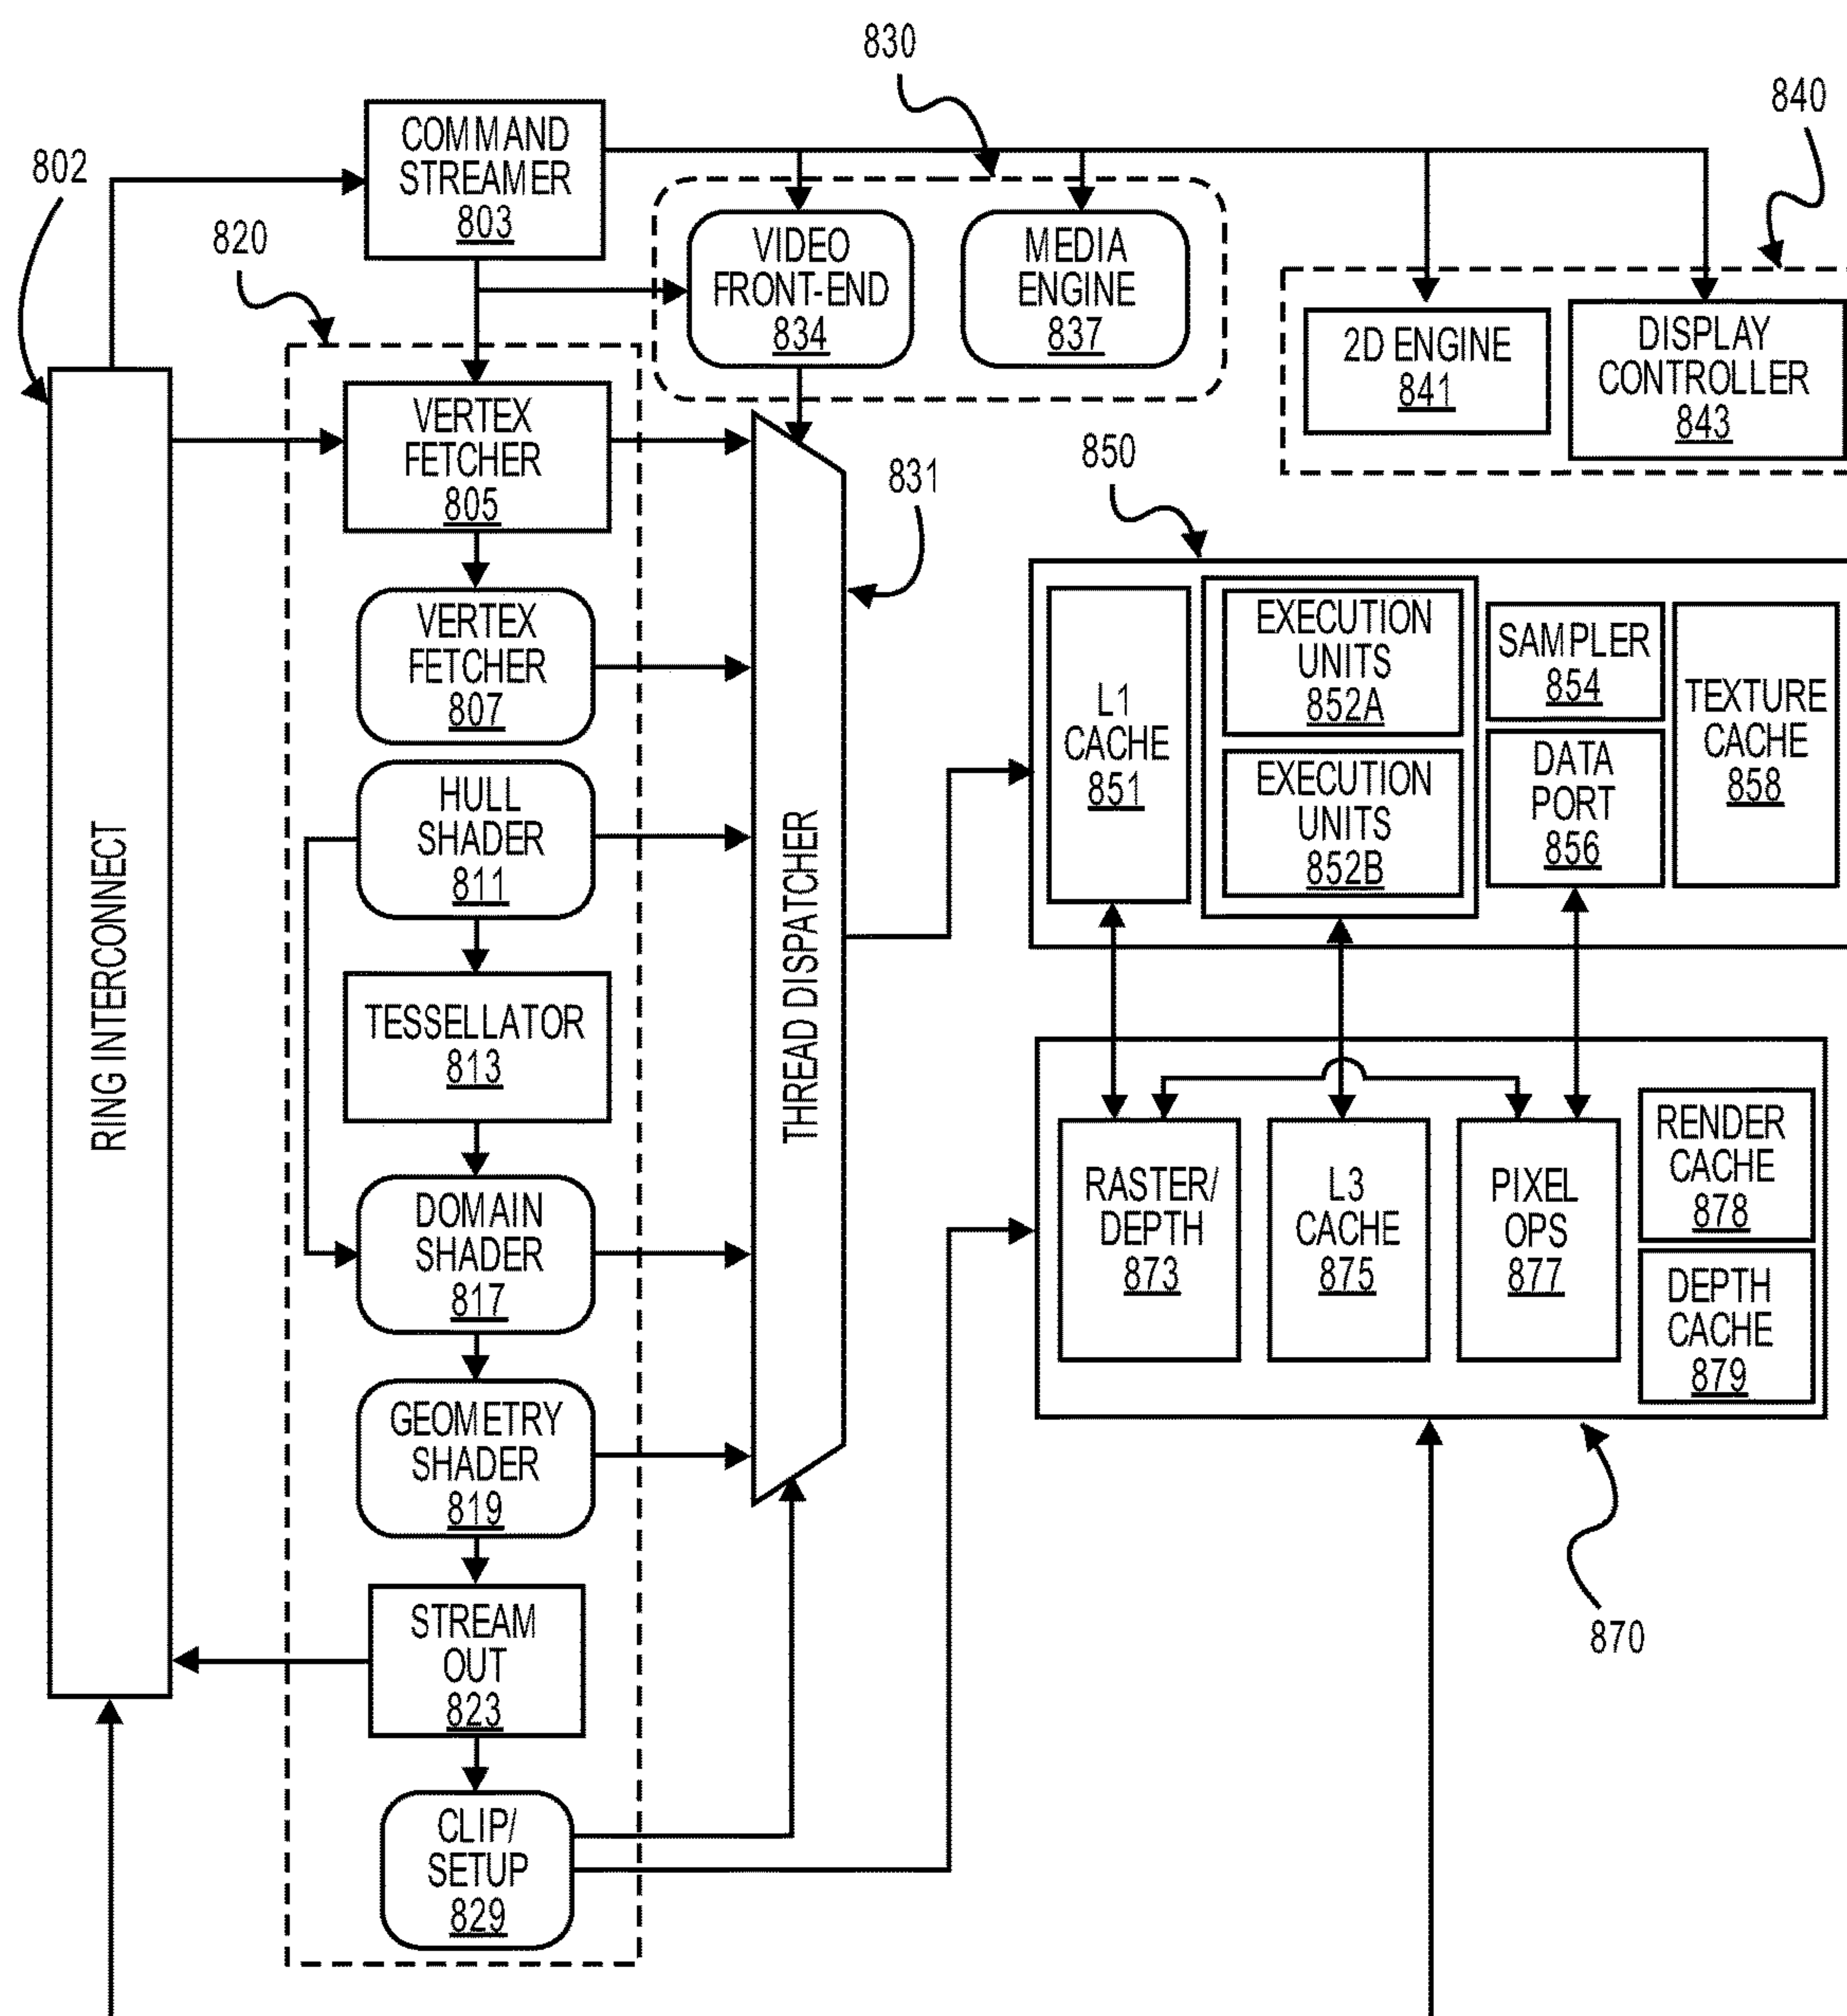 830
840
802
COMMAND
STREAMER
803
820
VIDEO
FRONT-END
834
MEDIA
ENGINE
837
2D ENGINE
841
DISPLAY
CONTROLLER
843
VERTEX
FETCHER
805
850
831
VERTEX
FETCHER
807
L1
CACHE
851
EXECUTION
UNITS
852A
EXECUTION
UNITS
852B
SAMPLER
854
DATA
PORT
856
TEXTURE
CACHE
858
HULL
SHADER
811
RING INTERCONNECT
THREAD DISPATCHER
TESSELLATOR
813
DOMAIN
SHADER
817
RASTER/
DEPTH
873
L3
CACHE
875
PIXEL
OPS
877
RENDER
CACHE
878
DEPTH
CACHE
879
GEOMETRY
SHADER
819
STREAM
OUT
823
870
CLIP/
SETUP
829